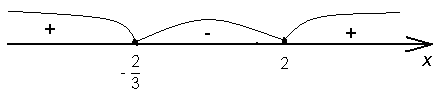 + - +
-2/3 2 x